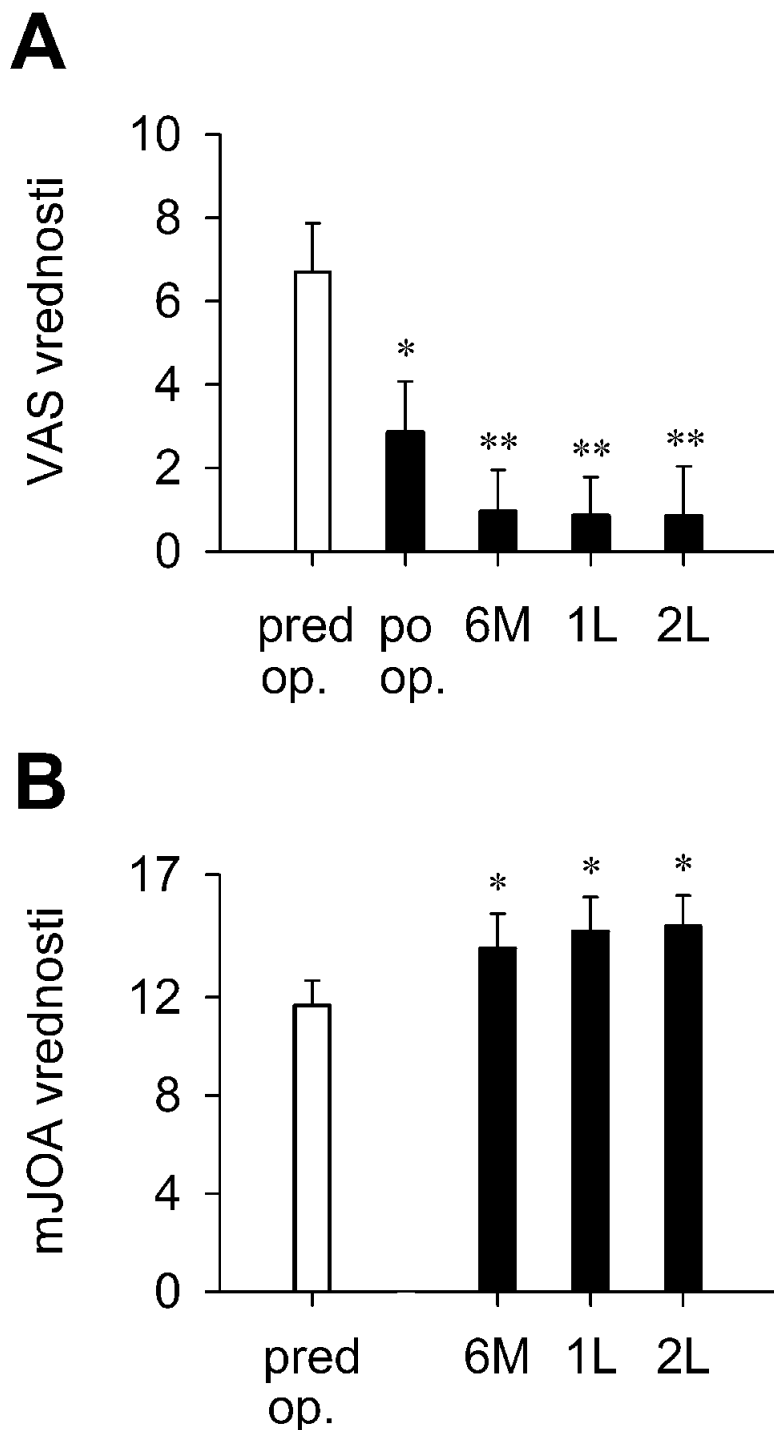 A
VAS vrednosti
10
8
6
4
2
0
*
**
**
**
pred po 6M 1L 2L
op. op.
B
mJOA vrednosti
17
12
8
4
0
*
*
*
pred 6M 1L 2L
op.